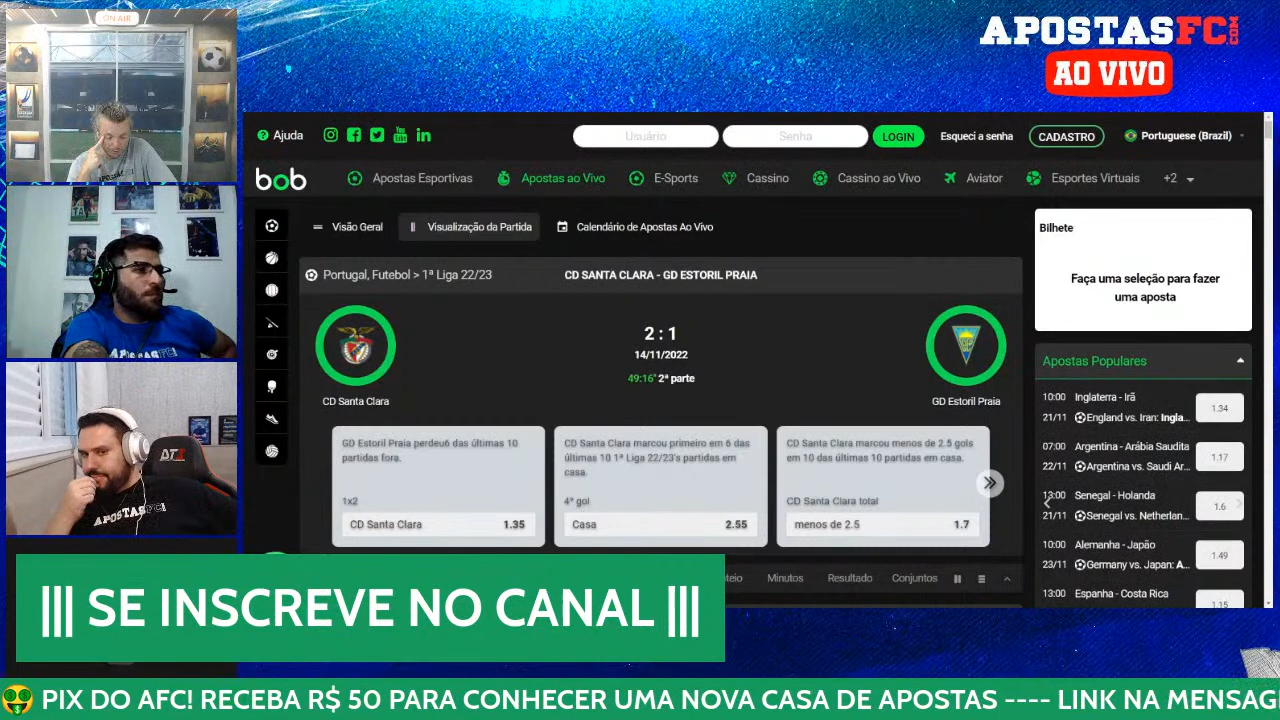 ON AIR
APOSTASFC.COM
AO VIVO
Ajuda
Usuário
Senha
LOGIN
Esqueci a senha
CADASTRO
Portuguese (Brazil)
bob
Apostas Esportivas
Apostas ao Vivo
E-Sports
Cassino
Cassino ao Vivo
Aviator
Esportes Virtuais
+2
Visão Geral
Visualização da Partida
Calendário de Apostas Ao Vivo
Portugal, Futebol > 1ª Liga 22/23
CD SANTA CLARA - GD ESTORIL PRAIA
2 : 1
14/11/2022
49:16" 2ª parte
CD Santa Clara
GD Estoril Praia
GD Estoril Praia perdeu6 das últimas 10
partidas fora.
1x2
CD Santa Clara 1.35
CD Santa Clara marcou primeiro em 6 das
últimas 10 1ª Liga 22/23's partidas em
casa.
4º gol
Casa 2.55
CD Santa Clara marcou menos de 2.5 gols
em 10 das últimas 10 partidas em casa.
CD Santa Clara total
menos de 2.5 1.7
Minutos
Resultado
Conjuntos
Bilhete
Faça uma seleção para fazer
uma aposta
Apostas Populares
10:00 Inglaterra - Irã
21/11 England vs. Iran: Ingla... 1.34
07:00 Argentina - Arábia Saudita
22/11 Argentina vs. Saudi Ar... 1.17
13:00 Senegal - Holanda
21/11 Senegal vs. Netherlan... 1.6
10:00 Alemanha - Japão
23/11 Germany vs. Japan: A... 1.49
13:00 Espanha - Costa Rica
1.15
APOSTASFC!
DT3
APOSTASFC!
||| SE INSCREVE NO CANAL |||
PIX DO AFC! RECEBA R$ 50 PARA CONHECER UMA NOVA CASA DE APOSTAS ---- LINK NA MENSAG